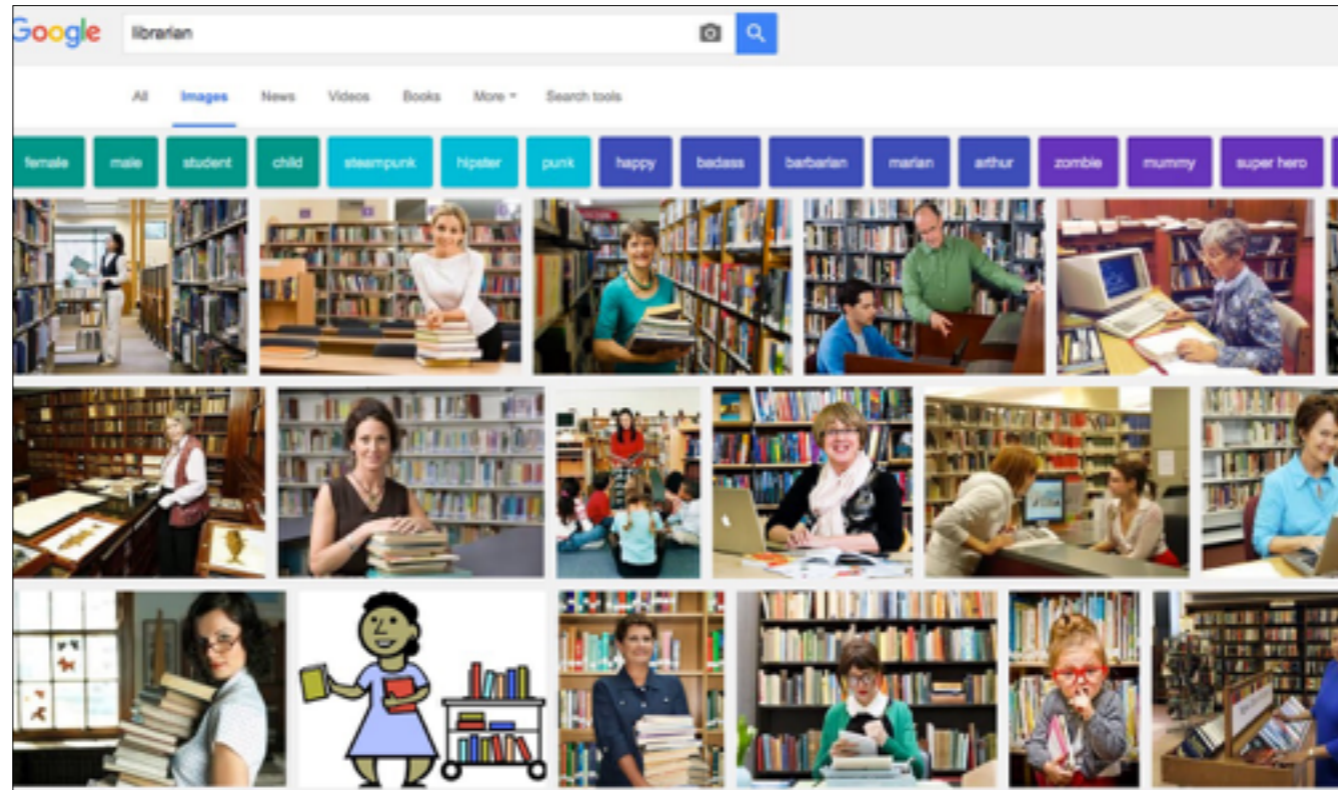 Google librarian
All Images News Videos Books More Search tools
female male student child steampunk hipster punk happy badass barbarian marian arthur zombie mummy super hero